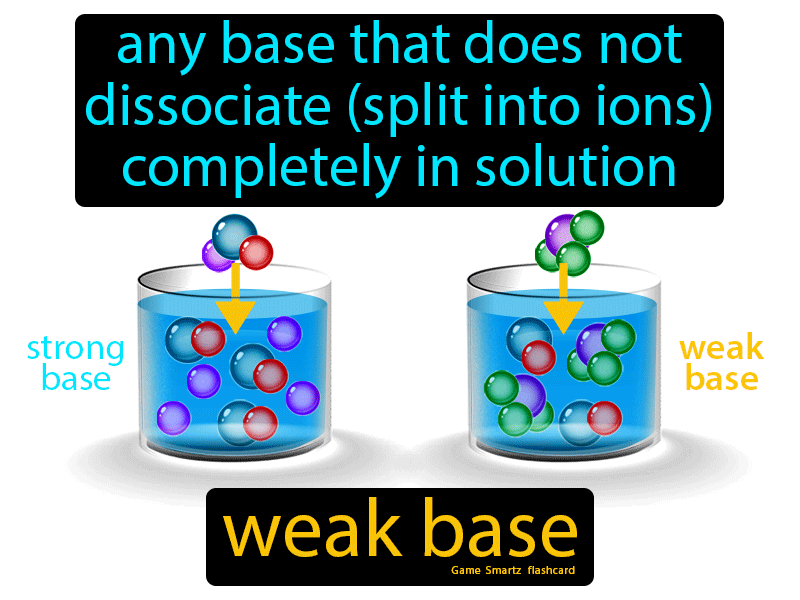 any base that does not
dissociate (split into ions)
completely in solution
strong
base
weak
base
weak base
Game Smartz flashcard